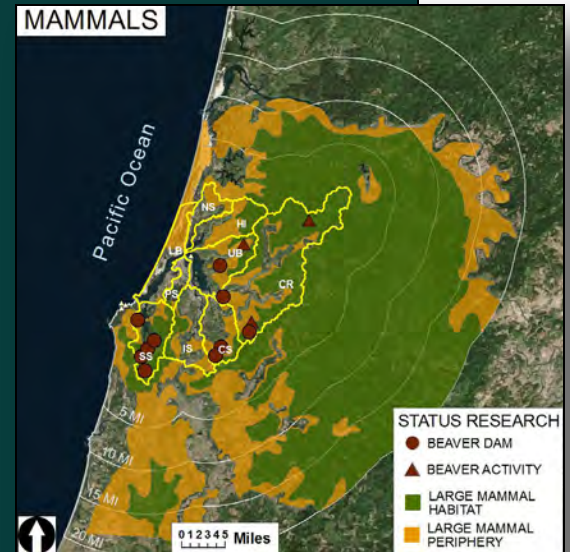 MAMMALS
Pacific Ocean
NS
HI
LB
UB
PS
CR
SS
IS
CS
5 MI
10 MI
15 MI
20 MI
0 1 2 3 4 5 Miles
STATUS RESEARCH
BEAVER DAM
BEAVER ACTIVITY
LARGE MAMMAL
HABITAT
LARGE MAMMAL
PERIPHERY